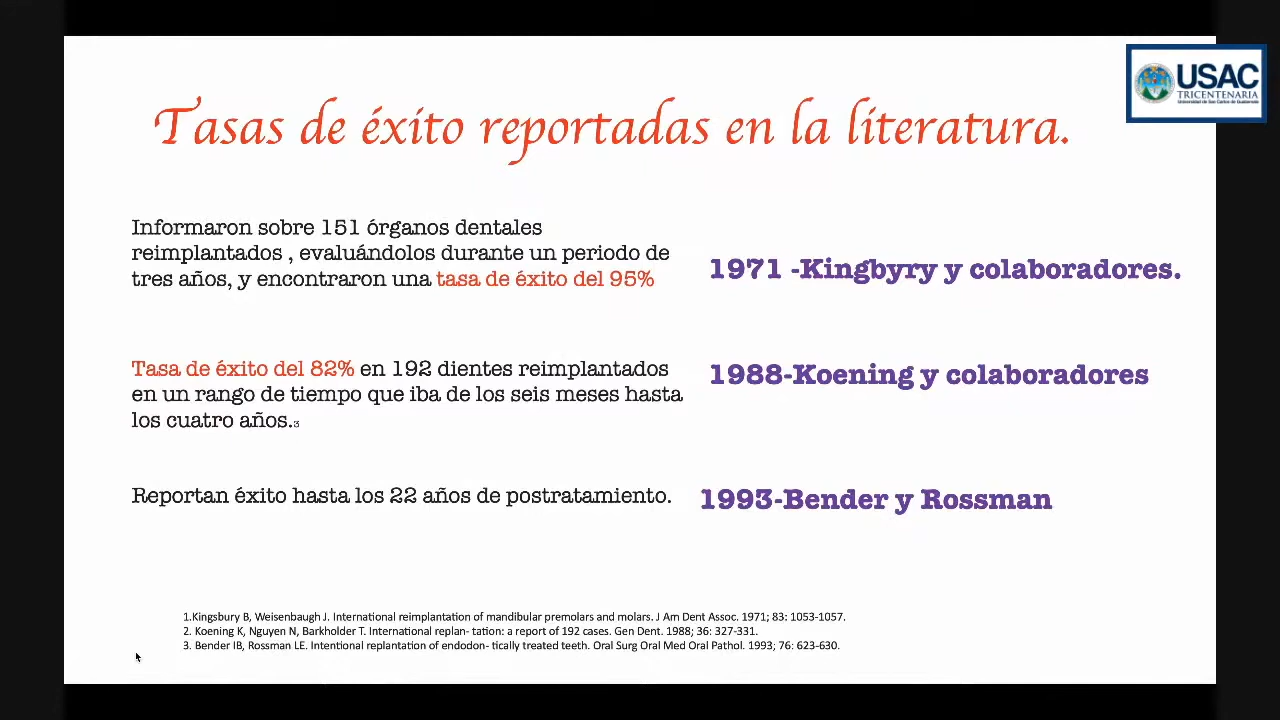 USAC
TRICENTENARIA
Universidad de San Carlos de Guatemala
Tasas de éxito reportadas en la literatura.
Informaron sobre 151 órganos dentales
reimplantados , evaluándolos durante un periodo de
tres años, y encontraron una tasa de éxito del 95%
1971 -Kingbyry y colaboradores.
Tasa de éxito del 82% en 192 dientes reimplantados
en un rango de tiempo que iba de los seis meses hasta
los cuatro años.3
1988-Koening y colaboradores
Reportan éxito hasta los 22 años de postratamiento.
1993-Bender y Rossman
1.Kingsbury B, Weisenbaugh J. International reimplantation of mandibular premolars and molars. J Am Dent Assoc. 1971; 83: 1053-1057.
2. Koening K, Nguyen N, Barkholder T. International replan- tation: a report of 192 cases. Gen Dent. 1988; 36: 327-331.
3. Bender IB, Rossman LE. Intentional replantation of endodon- tically treated teeth. Oral Surg Oral Med Oral Pathol. 1993; 76: 623-630.